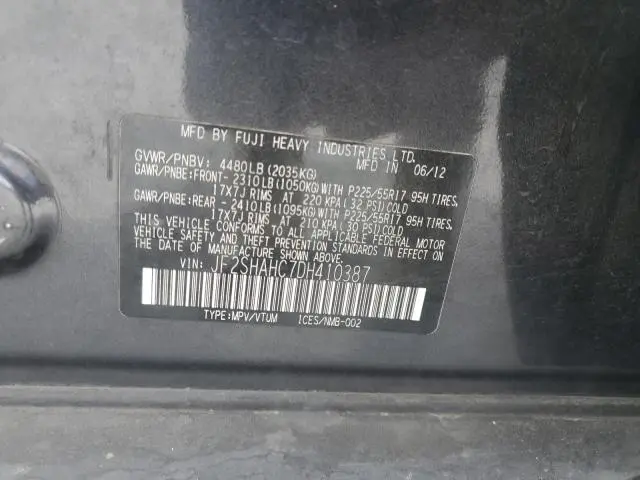 MFD BY FUJI HEAVY INDUSTRIES LTD.
GVWR/PNBV: 4480LB(2035KG) MFD IN 06/12
GAWR/PNBE:FRONT- 2310LB(1050KG)WITH P225/55R17 95H TIRES,
17X7J RIMS AT 220 KPA(32 PSI)COLD
GAWR/PNBE:REAR - 2410LB(1095KG)WITH P225/55R17 95H TIRES,
17X7J RIMS AT 210 KPA(30 PSI)COLD
THIS VEHICLE CONFORMS TO ALL APPLICABLE FEDERAL MOTOR
VEHICLE SAFETY AND THEFT PREVENTION STANDARDS IN EFFECT ON
THE DATE OF MANUFACTURE SHOWN ABOVE.
VIN: JF2SHAHC7DH410387
TYPE:MPV/VTUM ICES/NMB-002